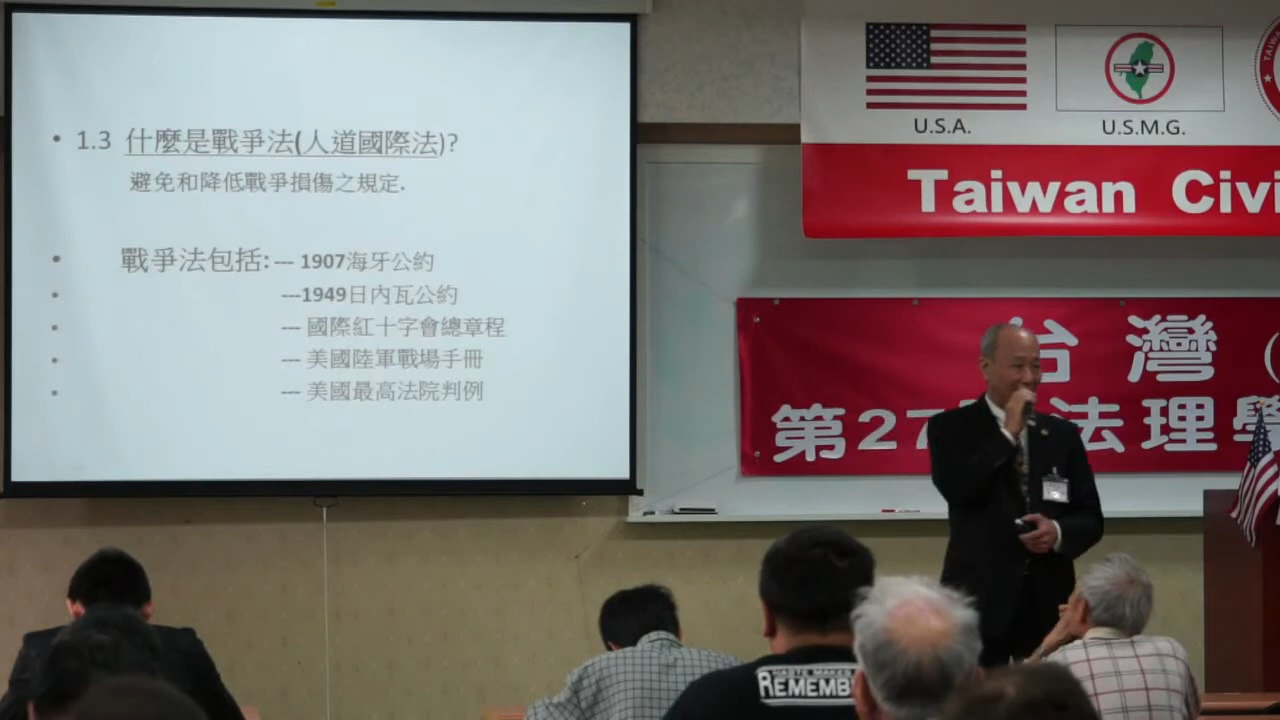 • 1.3 什麼是戰爭法(人道國際法)?
避免和降低戰爭損傷之規定.
• 戰爭法包括: --- 1907海牙公約
• ---1949日內瓦公約
• --- 國際紅十字會總章程
• --- 美國陸軍戰場手冊
• --- 美國最高法院判例
U.S.A.
U.S.M.G.
Taiwan Civi
台灣(
第27 法理學
REMEMB